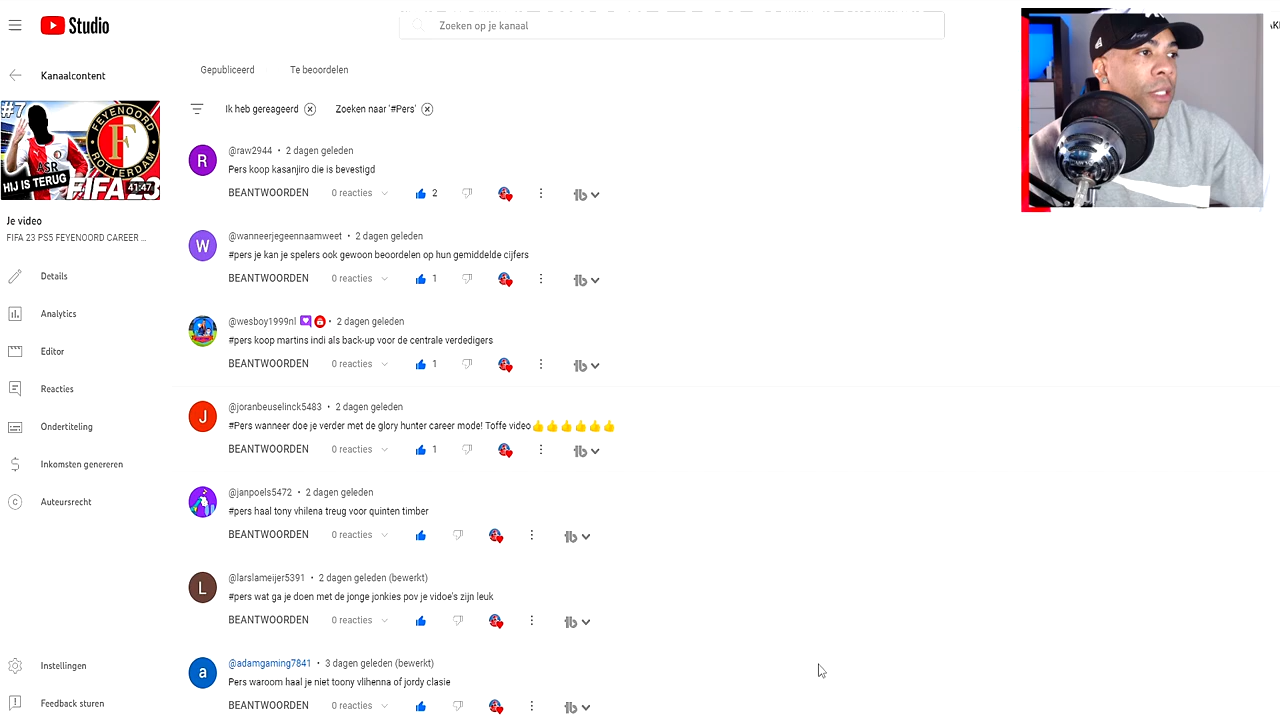 Studio
Zoeken op je kanaal
Kanaalcontent
Gepubliceerd
Te beoordelen
Ik heb gereageerd
Zoeken naar '#Pers'
#7
FEYENOORD
ROTTERDAM
F
ASR
HIJ IS TERUG
FIFA 23
41:47
Je video
FIFA 23 PS5 FEYENOORD CAREER ...
Details
Analytics
Editor
Reacties
Ondertiteling
Inkomsten genereren
Auteursrecht
Instellingen
Feedback sturen
R
@raw2944 • 2 dagen geleden
Pers koop kasanjiro die is bevestigd
BEANTWOORDEN 0 reacties 2
W
@wanneerjegeennaamweet • 2 dagen geleden
#pers je kan je spelers ook gewoon beoordelen op hun gemiddelde cijfers
BEANTWOORDEN 0 reacties 1
@wesboy1999nl • 2 dagen geleden
#pers koop martins indi als back-up voor de centrale verdedigers
BEANTWOORDEN 0 reacties 1
J
@joranbeuselinck5483 • 2 dagen geleden
#Pers wanneer doe je verder met de glory hunter career mode! Toffe video👍👍👍👍👍👍
BEANTWOORDEN 0 reacties 1
@janpoels5472 • 2 dagen geleden
#pers haal tony vhilena treug voor quinten timber
BEANTWOORDEN 0 reacties
L
@larslameijer5391 • 2 dagen geleden (bewerkt)
#pers wat ga je doen met de jonge jonkies pov je vidoe's zijn leuk
BEANTWOORDEN 0 reacties
a
@adamgaming7841 • 3 dagen geleden (bewerkt)
Pers waroom haal je niet toony vlihenna of jordy clasie
BEANTWOORDEN 0 reacties